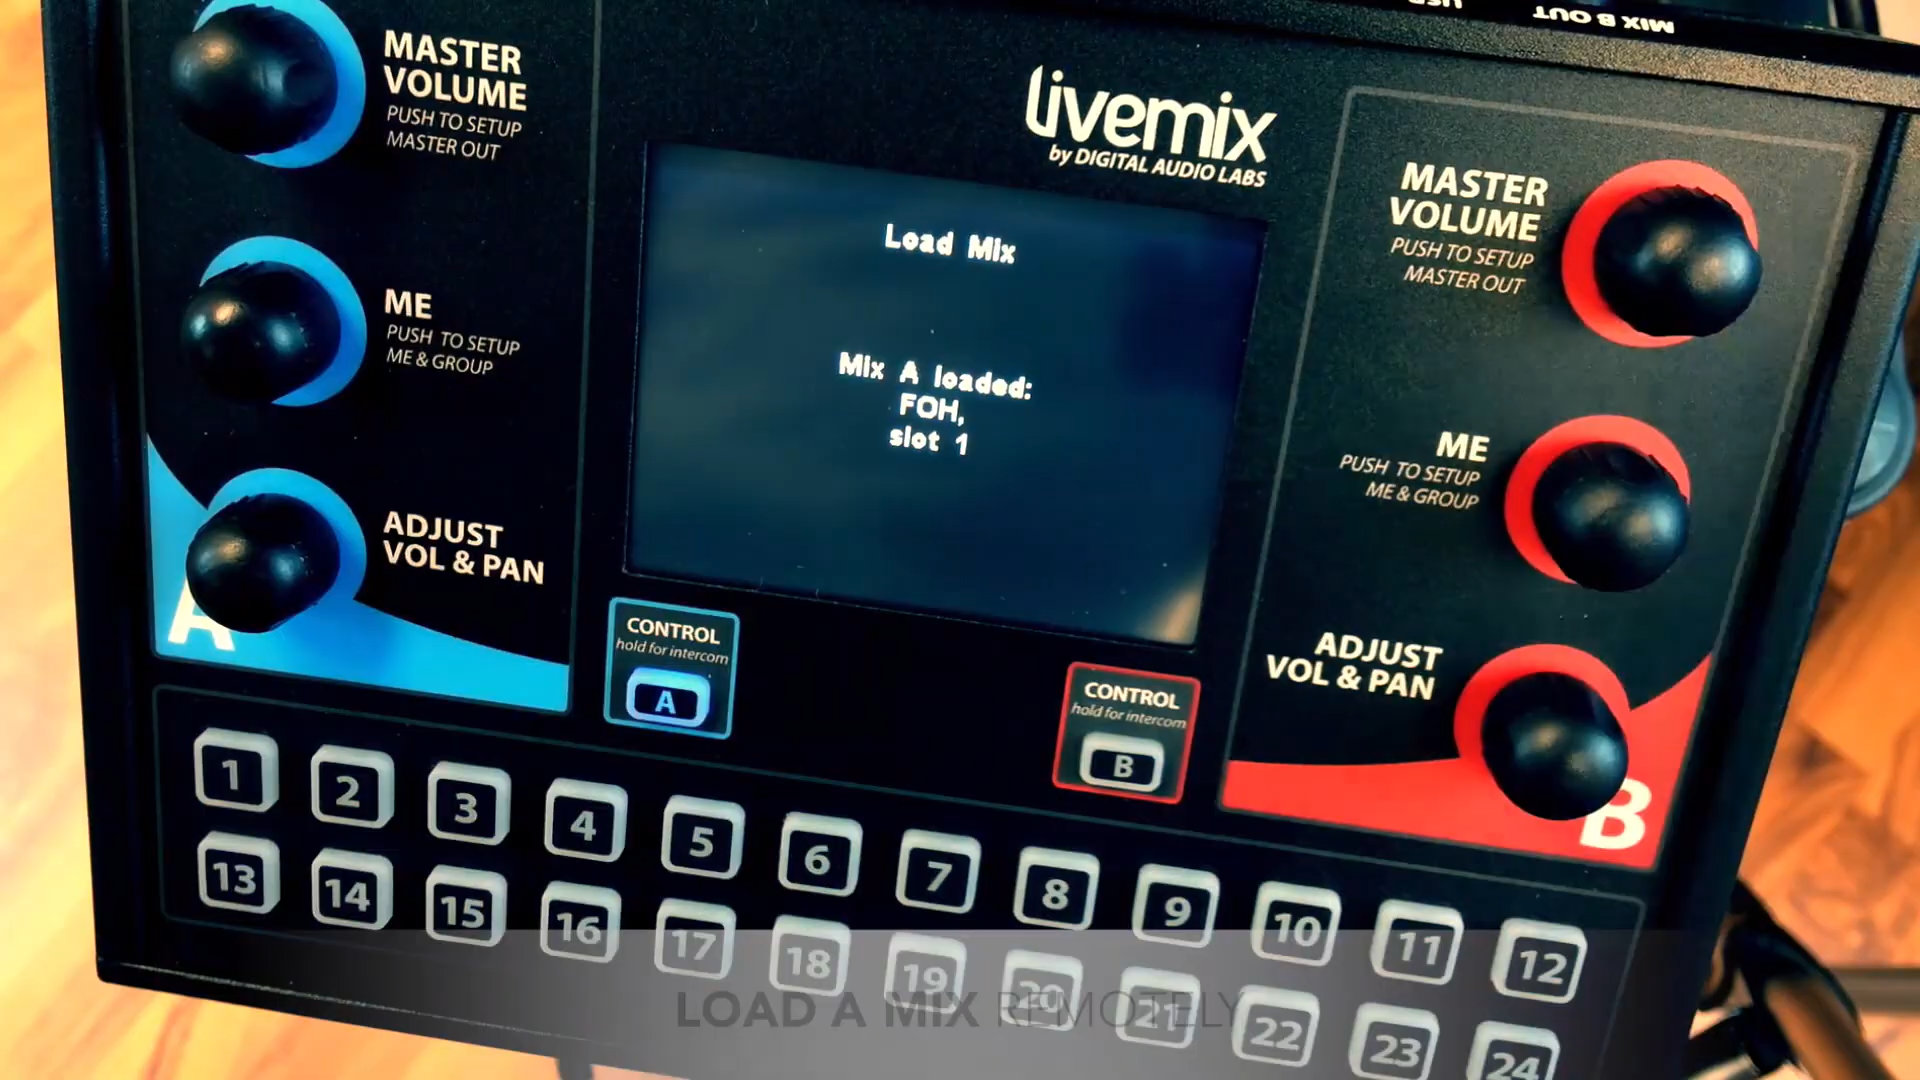 MIX B OUT
MASTER
VOLUME
PUSH TO SETUP
MASTER OUT
ME
PUSH TO SETUP
ME & GROUP
ADJUST
VOL & PAN
A
livemix
by DIGITAL AUDIO LABS
Load Mix
Mix A loaded:
FOH,
slot 1
CONTROL
hold for intercom
A
CONTROL
hold for intercom
B
MASTER
VOLUME
PUSH TO SETUP
MASTER OUT
ME
PUSH TO SETUP
ME & GROUP
ADJUST
VOL & PAN
B
1 2 3 4 5 6 7 8 9 10 11 12
13 14 15 16 17 18 19 20 21 22 23 24
LOAD A MIX REMOTELY